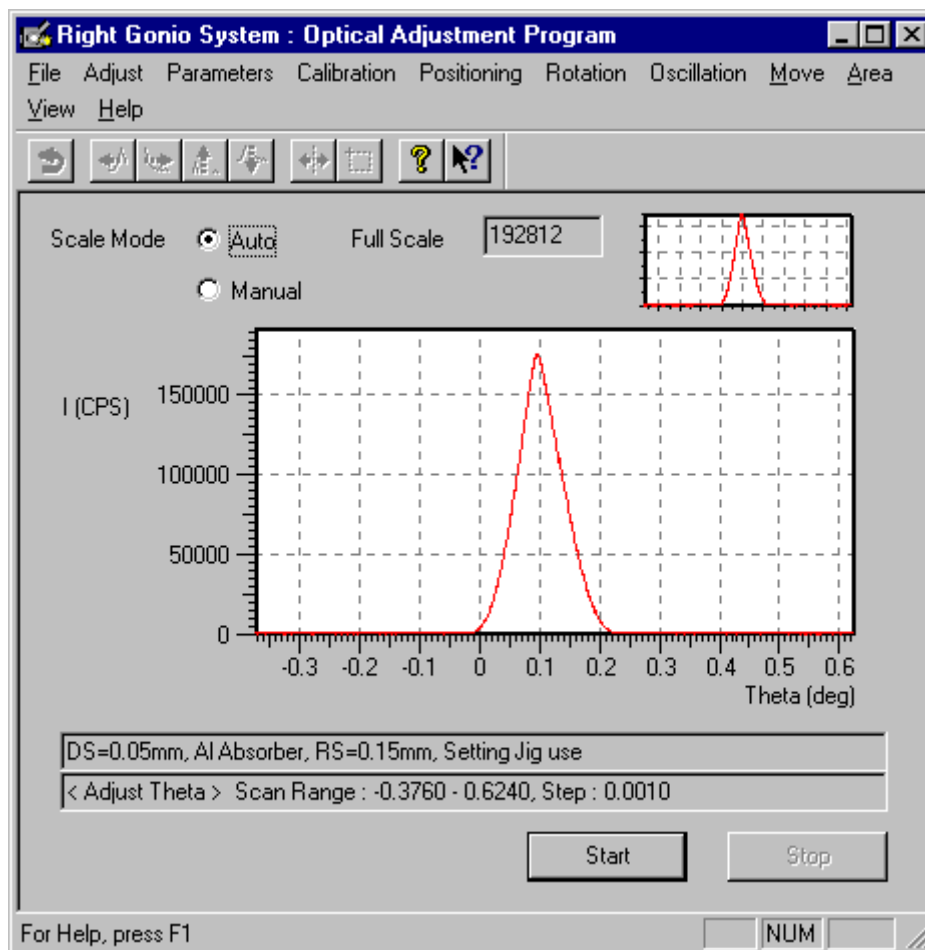 Right Gonio System : Optical Adjustment Program
File Adjust Parameters Calibration Positioning Rotation Oscillation Move Area
View Help
Scale Mode Auto Full Scale 192812
Manual
I (CPS)
150000
100000
50000
0
-0.3 -0.2 -0.1 0 0.1 0.2 0.3 0.4 0.5 0.6
Theta (deg)
DS=0.05mm, Al Absorber, RS=0.15mm, Setting Jig use
< Adjust Theta > Scan Range : -0.3760 - 0.6240, Step : 0.0010
Start Stop
For Help, press F1 NUM